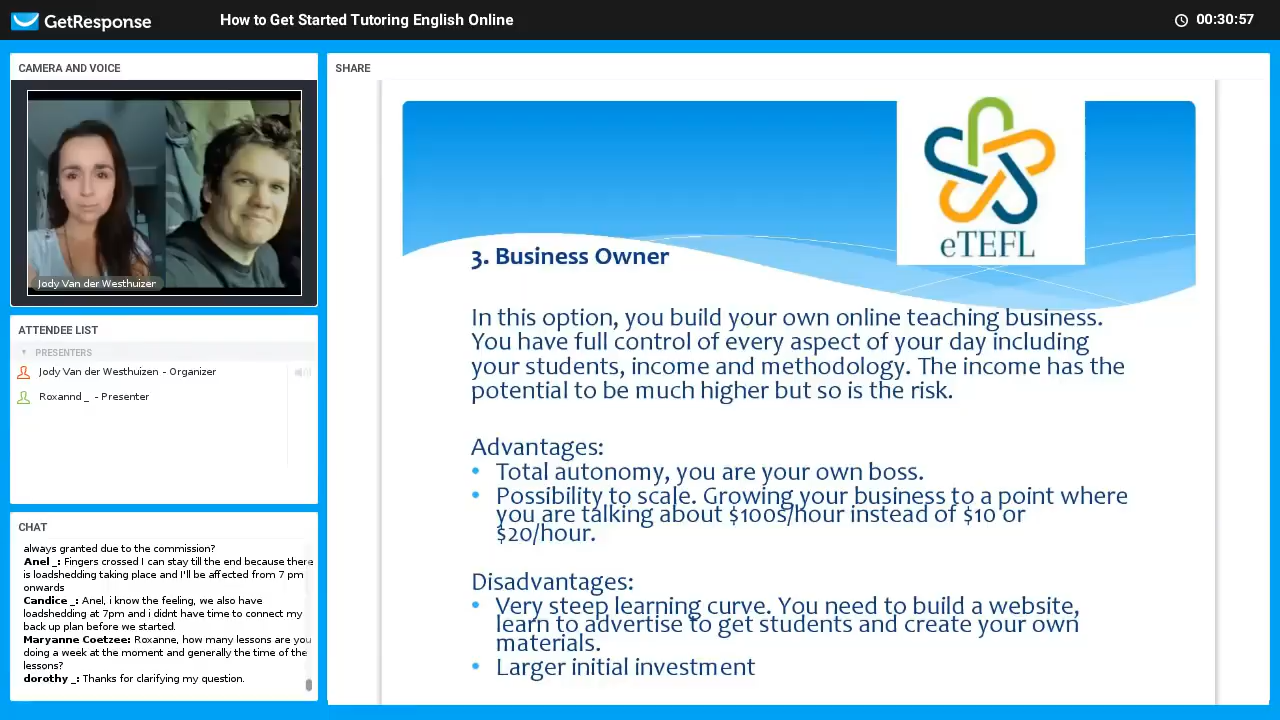 GetResponse
How to Get Started Tutoring English Online
00:30:57
CAMERA AND VOICE
Jody Van der Westhuizer
ATTENDEE LIST
PRESENTERS
Jody Van der Westhuizen - Organizer
Roxannd _ - Presenter
CHAT
always granted due to the commission?
Anel _: Fingers crossed I can stay till the end because there
is loadshedding taking place and I'll be affected from 7 pm
onwards
Candice _: Anel, i know the feeling, we also have
loadshedding at 7pm and i didnt have time to connect my
back up plan before we started.
Maryanne Coetzee: Roxanne, how many lessons are you
doing a week at the moment and generally the time of the
lessons?
dorothy _: Thanks for clarifying my question.
SHARE
eTEFL
3. Business Owner
In this option, you build your own online teaching business.
You have full control of every aspect of your day including
your students, income and methodology. The income has the
potential to be much higher but so is the risk.
Advantages:
• Total autonomy, you are your own boss.
• Possibility to scale. Growing your business to a point where
you are talking about $100s/hour instead of $10 or
$20/hour.
Disadvantages:
• Very steep learning curve. You need to build a website,
learn to advertise to get students and create your own
materials.
• Larger initial investment